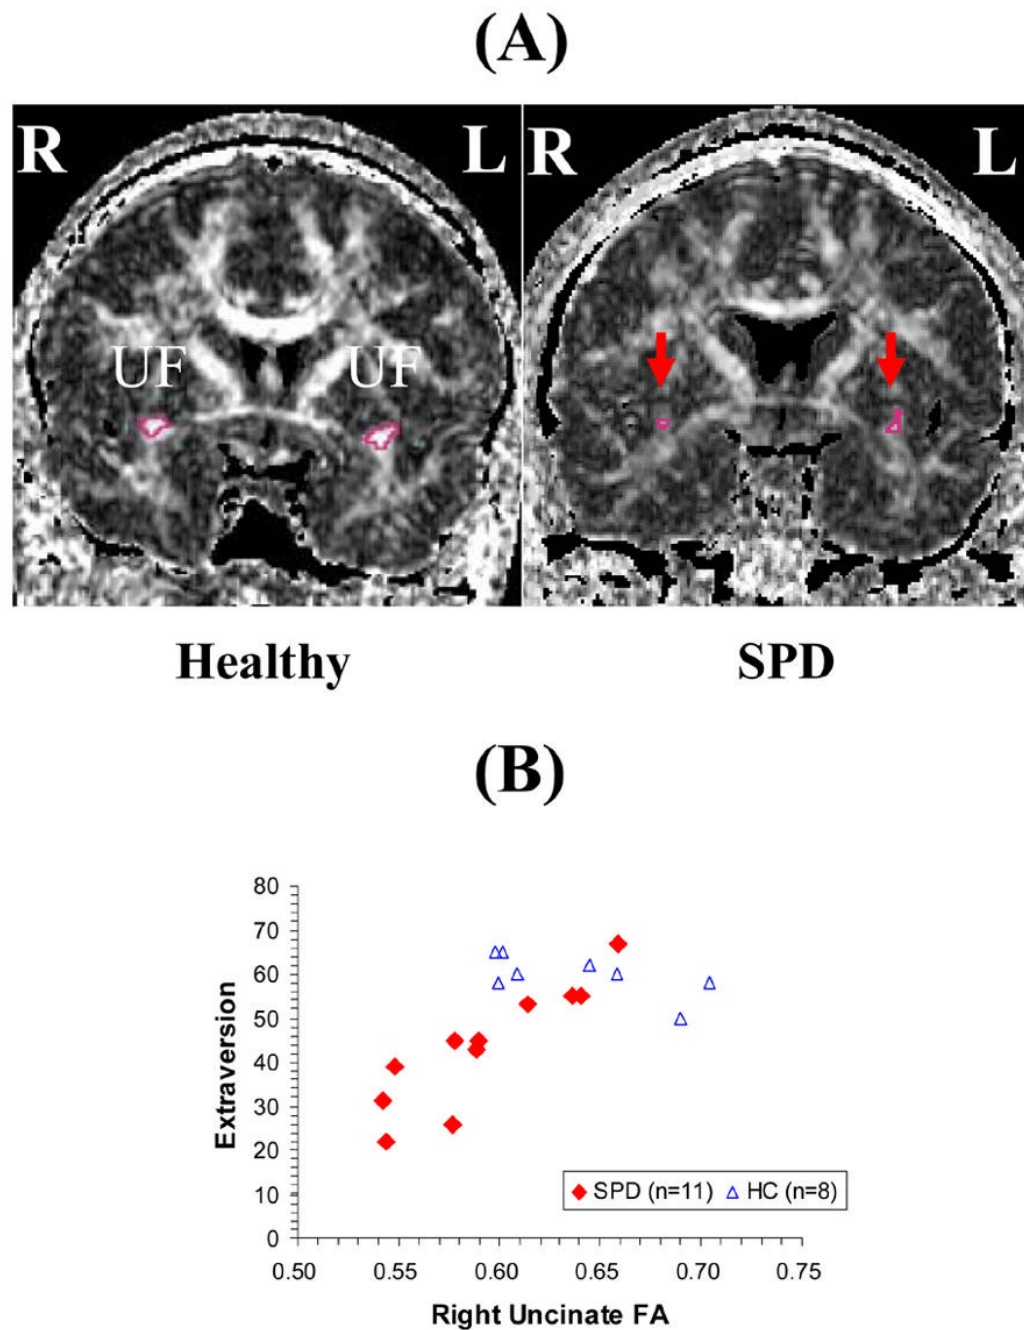 (A)
R L R L
UF UF
Healthy SPD
(B)
80
70
60
50
40
30
20
10
0
Extraversion
SPD (n=11) HC (n=8)
0.50 0.55 0.60 0.65 0.70 0.75
Right Uncinate FA